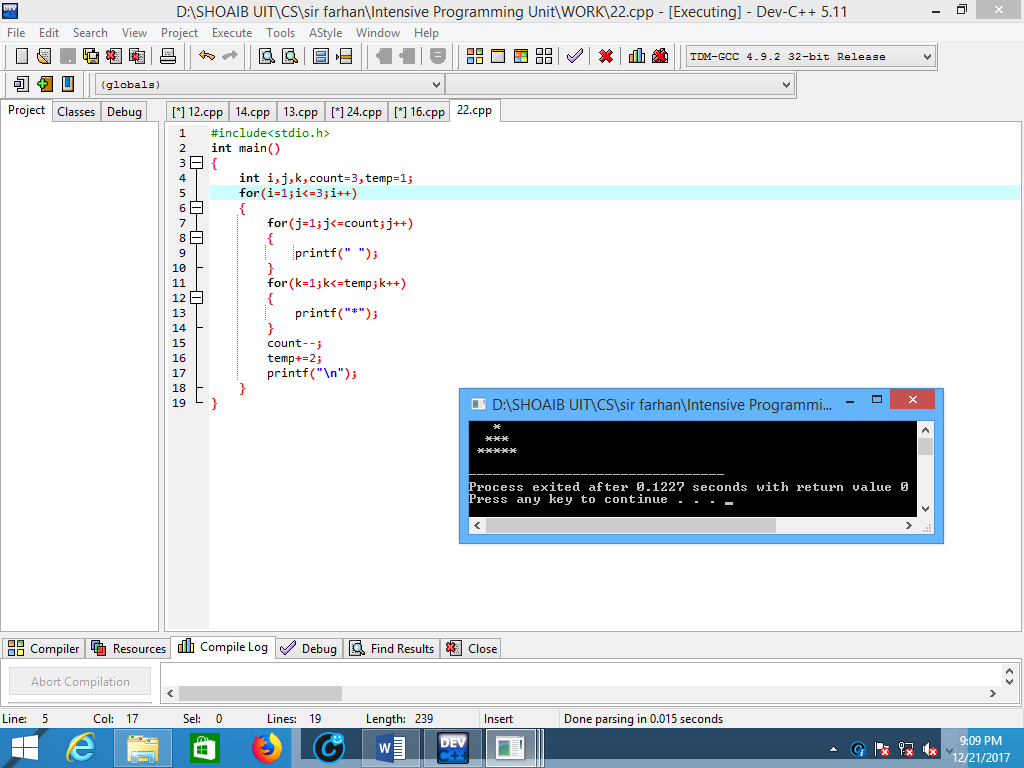 D:\SHOAIB UIT\CS\sir farhan\Intensive Programming Unit\WORK\22.cpp - [Executing] - Dev-C++ 5.11
File Edit Search View Project Execute Tools AStyle Window Help
TDM-GCC 4.9.2 32-bit Release
(globals)
Project Classes Debug [*] 12.cpp 14.cpp 13.cpp [*] 24.cpp [*] 16.cpp 22.cpp
1 #include<stdio.h>
2 int main()
3 {
4 int i,j,k,count=3,temp=1;
5 for(i=1;i<=3;i++)
6 {
7 for(j=1;j<=count;j++)
8 {
9 printf(" ");
10 }
11 for(k=1;k<=temp;k++)
12 {
13 printf("*");
14 }
15 count--;
16 temp+=2;
17 printf("\n");
18 }
19 }
D:\SHOAIB UIT\CS\sir farhan\Intensive Programmi...
*
***
*****
--------------------------------
Process exited after 0.1227 seconds with return value 0
Press any key to continue . . . _
Compiler Resources Compile Log Debug Find Results Close
Abort Compilation
Line: 5 Col: 17 Sel: 0 Lines: 19 Length: 239 Insert Done parsing in 0.015 seconds
DEV C++
9:09 PM
12/21/2017